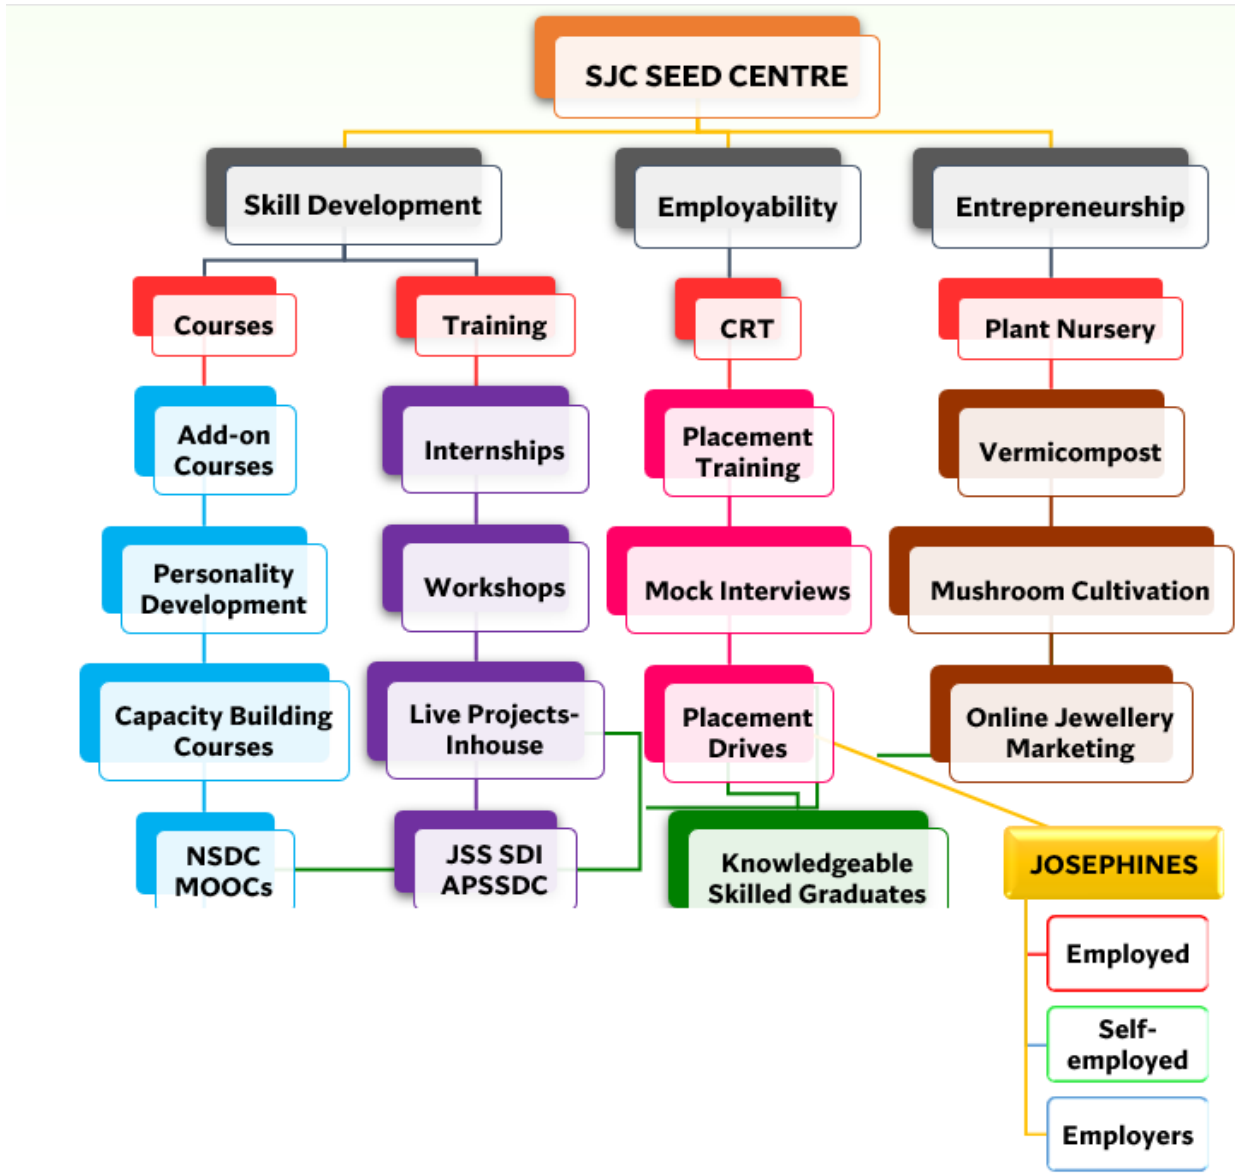 SJC SEED CENTRE
Skill Development
Employability
Entrepreneurship
Courses
Training
CRT
Plant Nursery
Add-on
Courses
Internships
Placement
Training
Vermicompost
Personality
Development
Workshops
Mock Interviews
Mushroom Cultivation
Capacity Building
Courses
Live Projects-
Inhouse
Placement
Drives
Online Jewellery
Marketing
NSDC
MOOCs
JSS SDI
APSSDC
Knowledgeable
Skilled Graduates
JOSEPHINES
Employed
Self-
employed
Employers